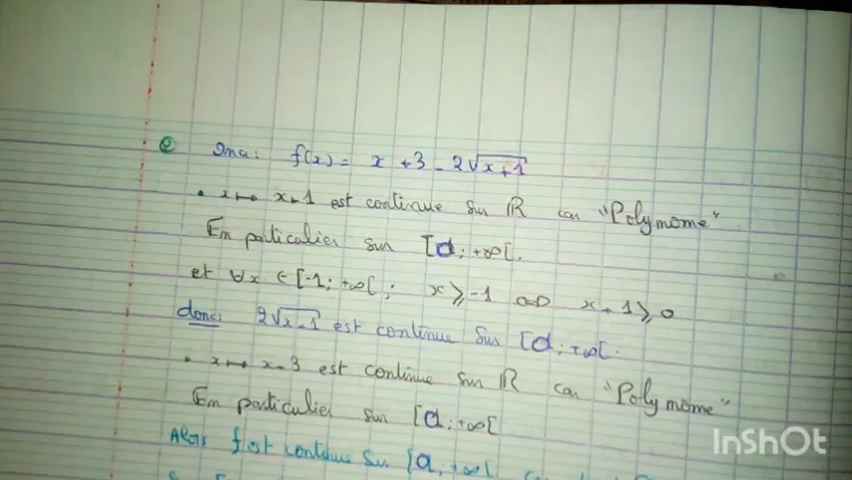 ② Ona: f(x) = x + 3 - 2√x+1
• x ↦ x+1 est continue sur ℝ car "Polynome"
En particulier sur [a; +∞[.
et ∀x ∈ [-1; +∞[ ; x ≥ -1 ⇔ x + 1 ≥ 0
donc: 2√x-1 est continue sur [a; +∞[.
• x ↦ x-3 est continue sur ℝ car "Polynome"
En particulier sur [a; +∞[
Alors f est continue sur [a; +∞[
InShOt